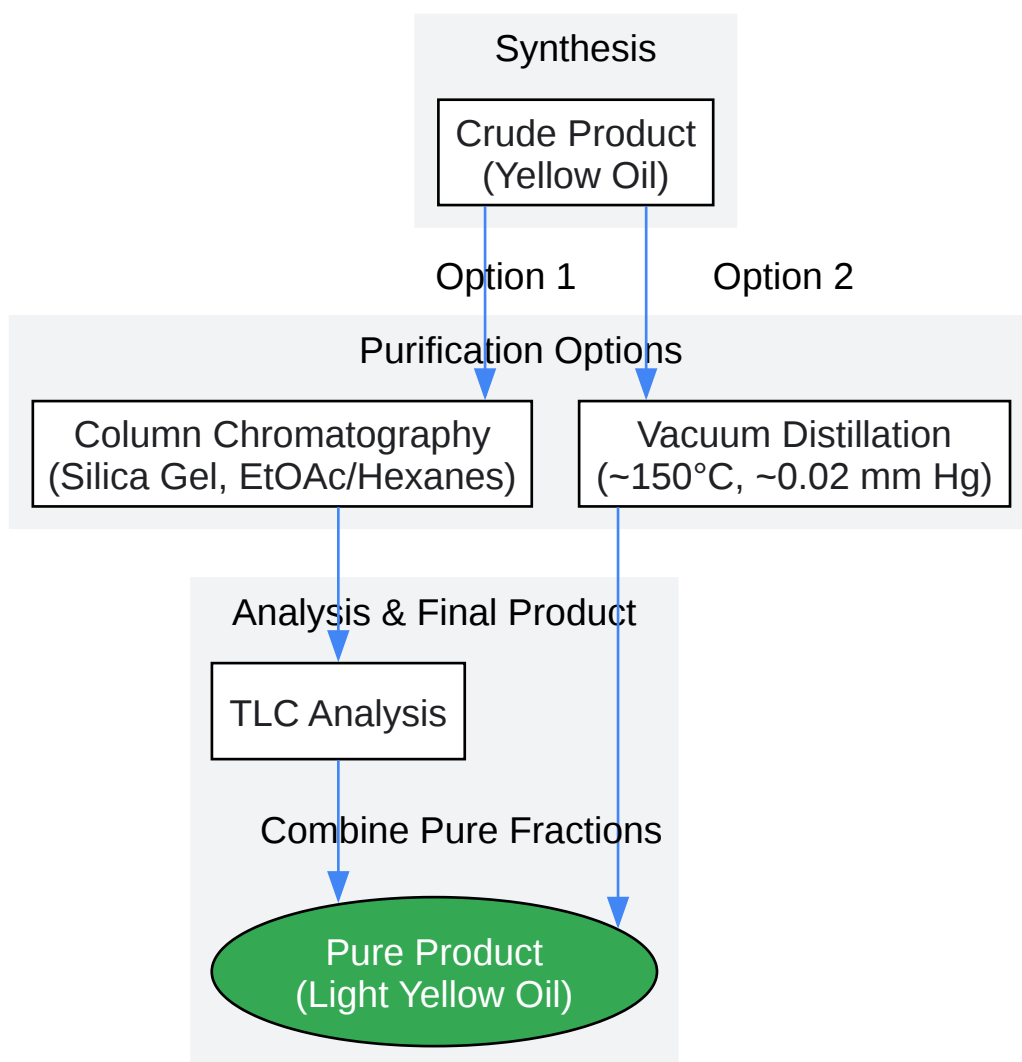 Synthesis
Crude Product
(Yellow Oil)
Option 1
Option 2
Purification Options
Column Chromatography
(Silica Gel, EtOAc/Hexanes)
Vacuum Distillation
(~150°C, ~0.02 mm Hg)
Analysis & Final Product
TLC Analysis
Combine Pure Fractions
Pure Product
(Light Yellow Oil)